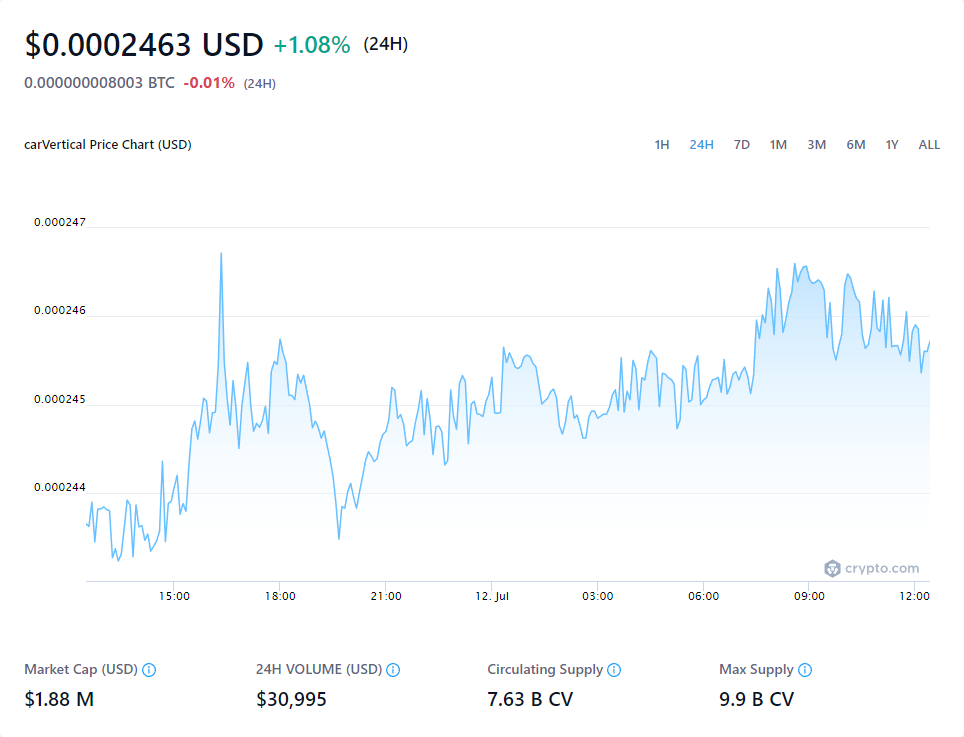 $0.0002463 USD +1.08% (24H)
0.000000008003 BTC -0.01% (24H)
carVertical Price Chart (USD) 1H 24H 7D 1M 3M 6M 1Y ALL
0.000247
0.000246
0.000245
0.000244
crypto.com
15:00 18:00 21:00 12. Jul 03:00 06:00 09:00 12:00
Market Cap (USD) 24H VOLUME (USD) Circulating Supply Max Supply
$1.88 M $30,995 7.63 B CV 9.9 B CV